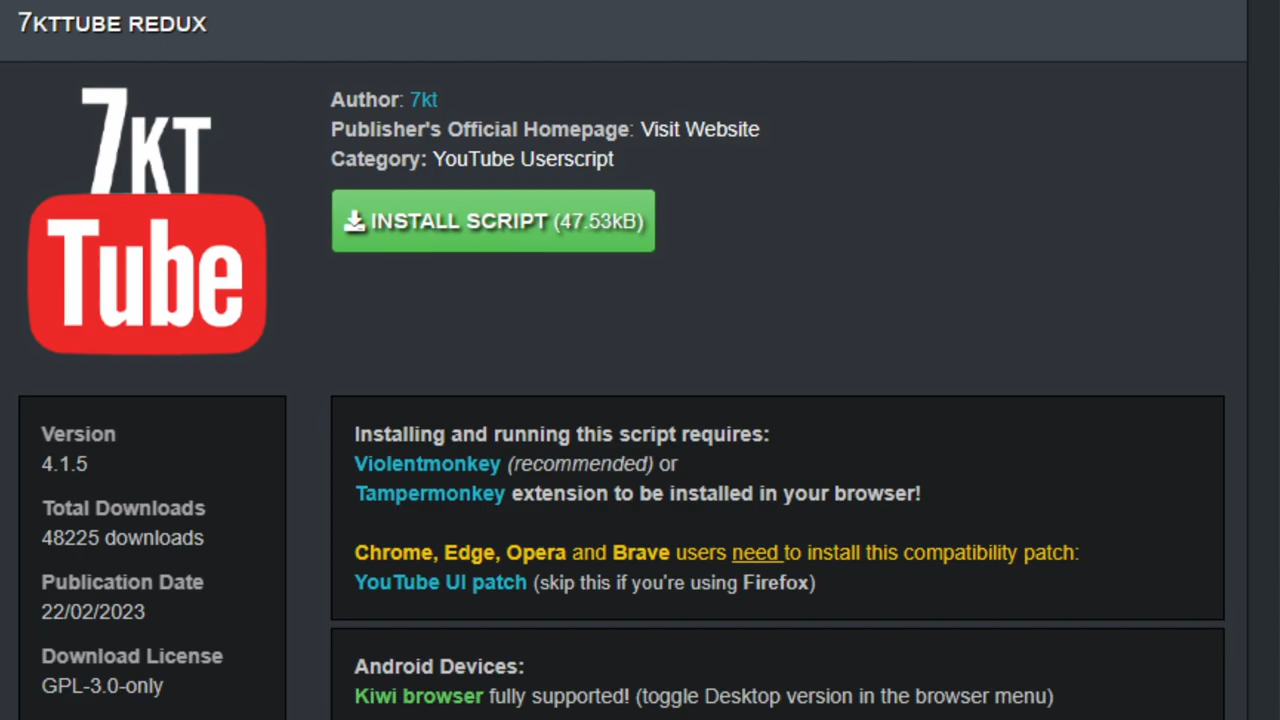 7KTTUBE REDUX
7KT
Tube
Author: 7kt
Publisher's Official Homepage: Visit Website
Category: YouTube Userscript
INSTALL SCRIPT (47.53kB)
Version
4.1.5
Total Downloads
48225 downloads
Publication Date
22/02/2023
Download License
GPL-3.0-only
Installing and running this script requires:
Violentmonkey (recommended) or
Tampermonkey extension to be installed in your browser!
Chrome, Edge, Opera and Brave users need to install this compatibility patch:
YouTube UI patch (skip this if you're using Firefox)
Android Devices:
Kiwi browser fully supported! (toggle Desktop version in the browser menu)